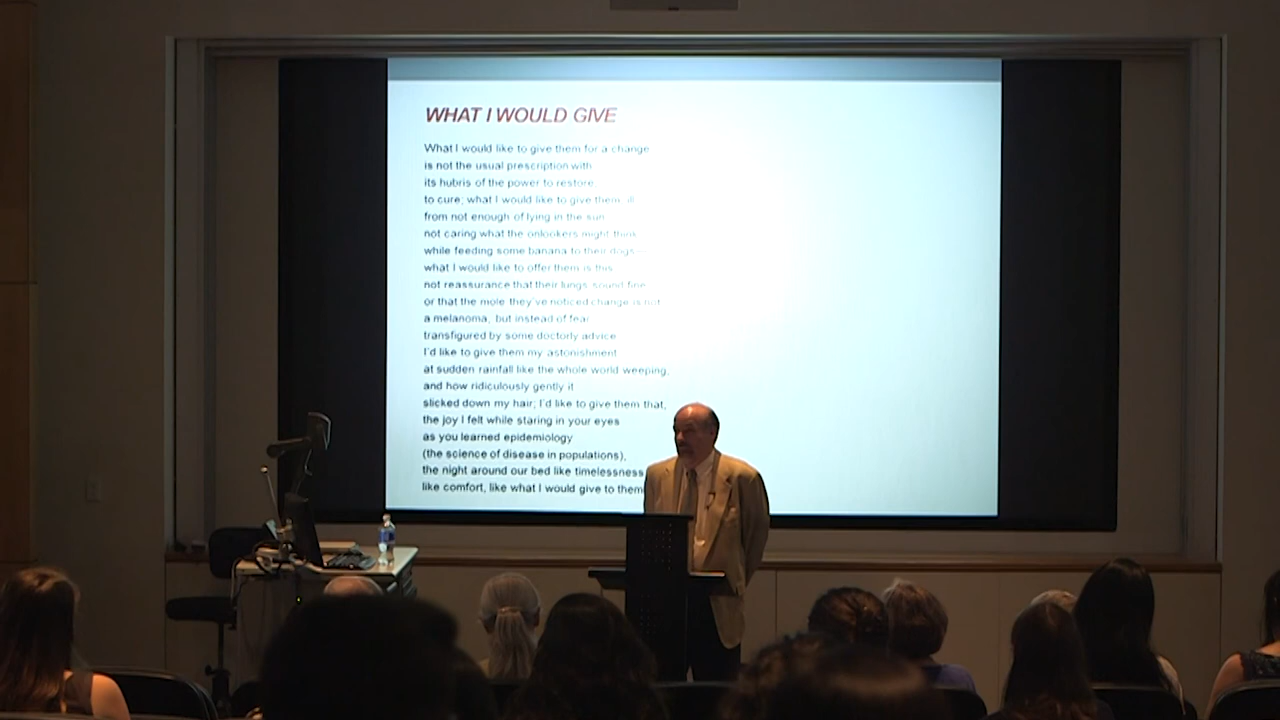 WHAT I WOULD GIVE
What I would like to give them for a change
is not the usual prescription with
its hubris of the power to restore,
to cure; what I would like to give them, ill
from not enough of lying in the sun
not caring what the onlookers might think
while feeding some banana to their dogs—
what I would like to offer them is this,
not reassurance that their lungs sound fine,
or that the mole they've noticed change is not
a melanoma, but instead of fear
transfigured by some doctorly advice
I'd like to give them my astonishment
at sudden rainfall like the whole world weeping,
and how ridiculously gently it
slicked down my hair; I'd like to give them that,
the joy I felt while staring in your eyes
as you learned epidemiology
(the science of disease in populations),
the night around our bed like timelessness,
like comfort, like what I would give to them